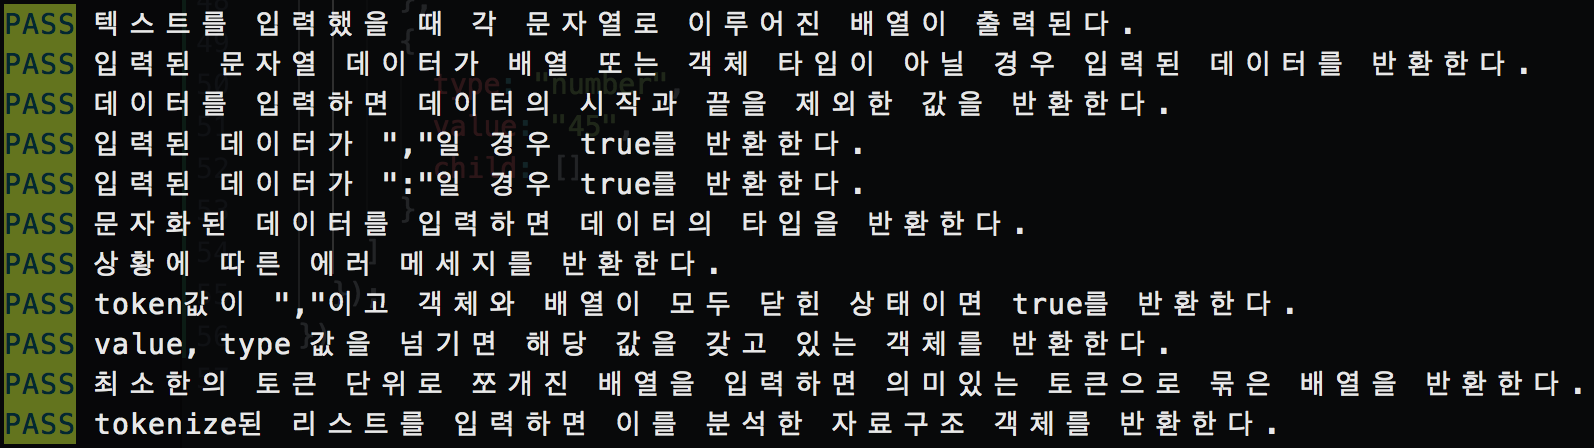 PASS 텍스트를 입력했을 때 각 문자열로 이루어진 배열이 출력된다.
PASS 입력된 문자열 데이터가 배열 또는 객체 타입이 아닐 경우 입력된 데이터를 반환한다.
PASS 데이터를 입력하면 데이터의 시작과 끝을 제외한 값을 반환한다.
PASS 입력된 데이터가 ","일 경우 true를 반환한다.
PASS 입력된 데이터가 ":"일 경우 true를 반환한다.
PASS 문자화된 데이터를 입력하면 데이터의 타입을 반환한다.
PASS 상황에 따른 에러 메세지를 반환한다.
PASS token값이 ","이고 객체와 배열이 모두 닫힌 상태이면 true를 반환한다.
PASS value, type 값을 넘기면 해당 값을 갖고 있는 객체를 반환한다.
PASS 최소한의 토큰 단위로 쪼개진 배열을 입력하면 의미있는 토큰으로 묶은 배열을 반환한다.
PASS tokenize된 리스트를 입력하면 이를 분석한 자료구조 객체를 반환한다.